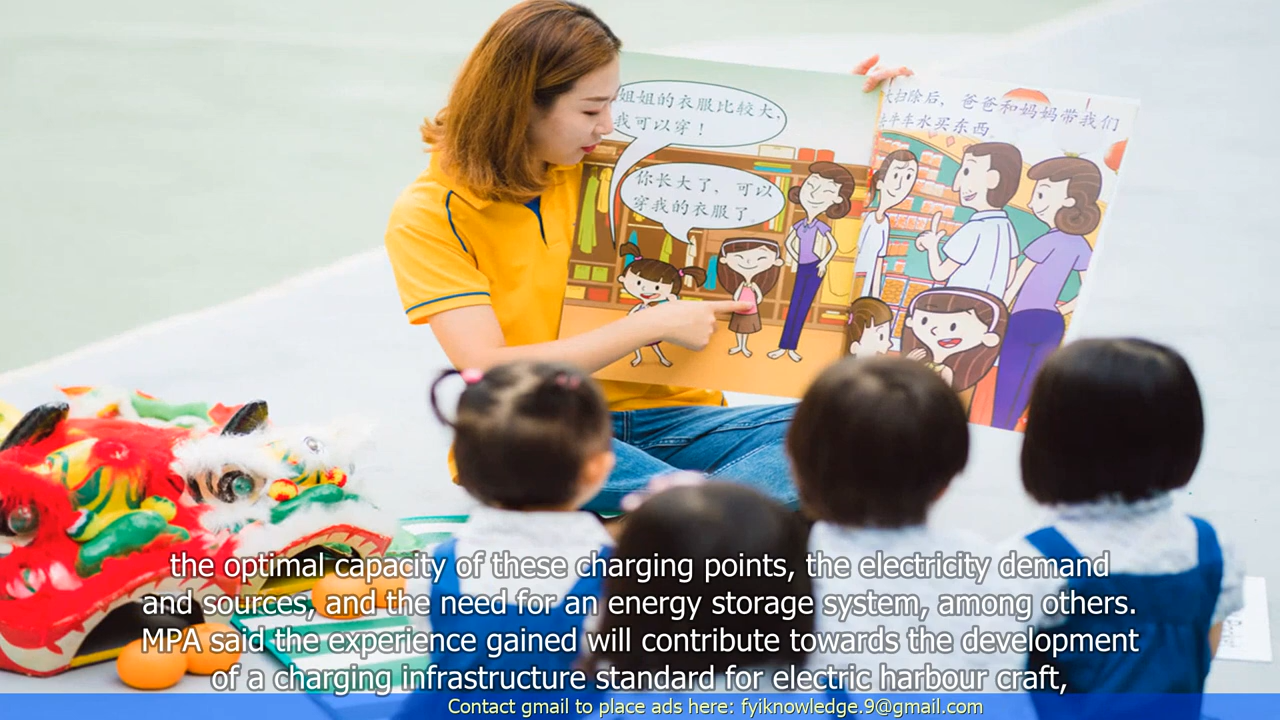 姐姐的衣服比较大，
我可以穿！
你长大了，可以
穿我的衣服了
大扫除后，爸爸和妈妈带我们
去牛车水买东西
the optimal capacity of these charging points, the electricity demand
and sources, and the need for an energy storage system, among others.
MPA said the experience gained will contribute towards the development
of a charging infrastructure standard for electric harbour craft,
Contact gmail to place ads here: fyiknowledge.9@gmail.com